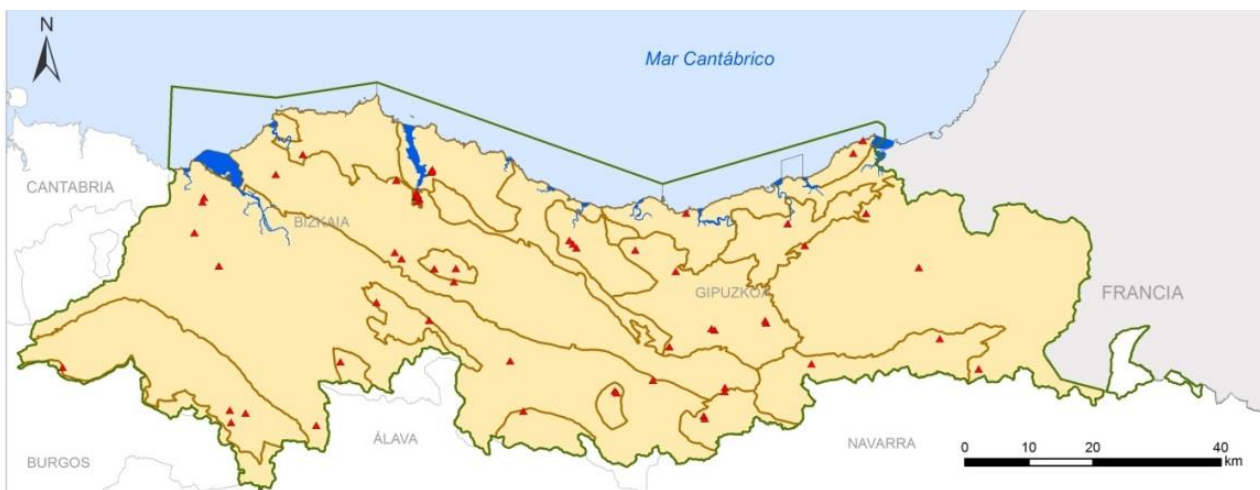 N
Mar Cantábrico
CANTABRIA
BIZKAIA
GIPUZKOA
FRANCIA
ÁLAVA
NAVARRA
BURGOS
0 10 20 40
km